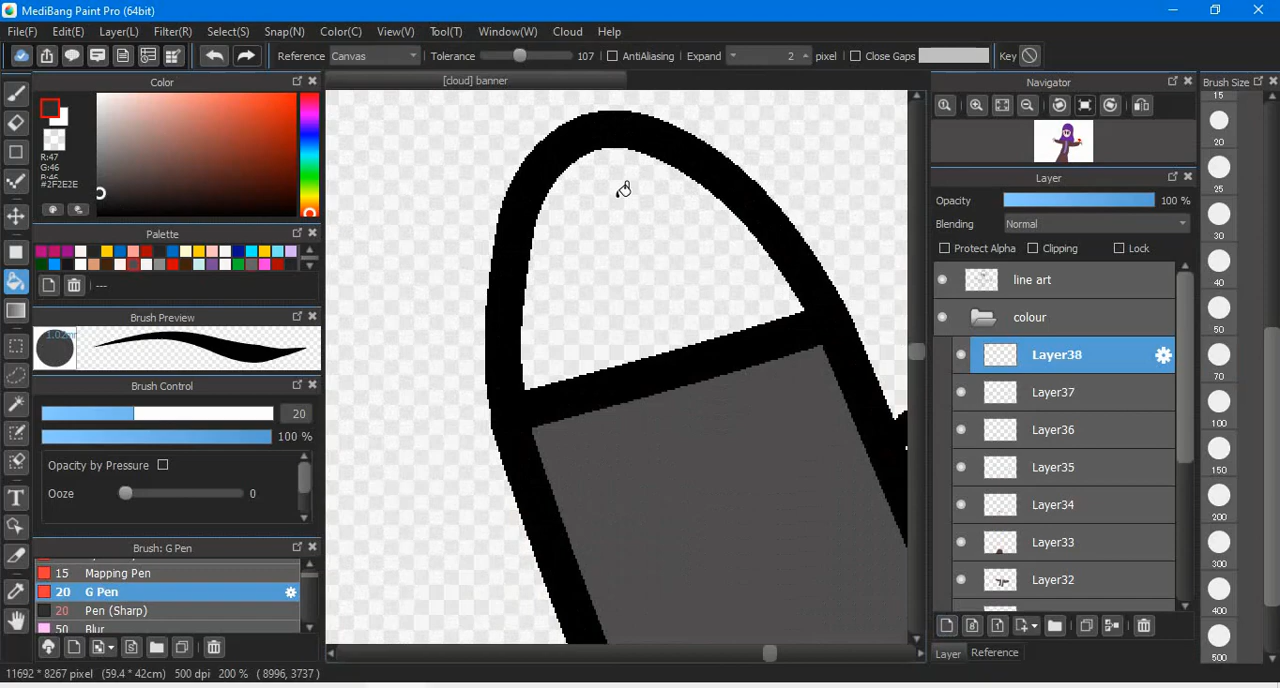 MediBang Paint Pro (64bit)
File(F) Edit(E) Layer(L) Filter(R) Select(S) Snap(N) Color(C) View(V) Tool(T) Window(W) Cloud Help
Reference Canvas Tolerance 107 AntiAliasing Expand 2 pixel Close Gaps Key
Color
[cloud] banner
Navigator
Brush Size
R:47
G:46
B:46
#2F2E2E
Palette
---
Brush Preview
Brush Control
20
100 %
Opacity by Pressure
Ooze 0
Brush: G Pen
15 Mapping Pen
20 G Pen
20 Pen (Sharp)
50 Blur
Layer
Opacity 100 %
Blending Normal
Protect Alpha Clipping Lock
line art
colour
Layer38
Layer37
Layer36
Layer35
Layer34
Layer33
Layer32
Layer Reference
15
20
25
30
40
50
70
100
150
200
300
400
500
11692 * 8267 pixel (59.4 * 42cm) 500 dpi 200 % ( 8996, 3737 )